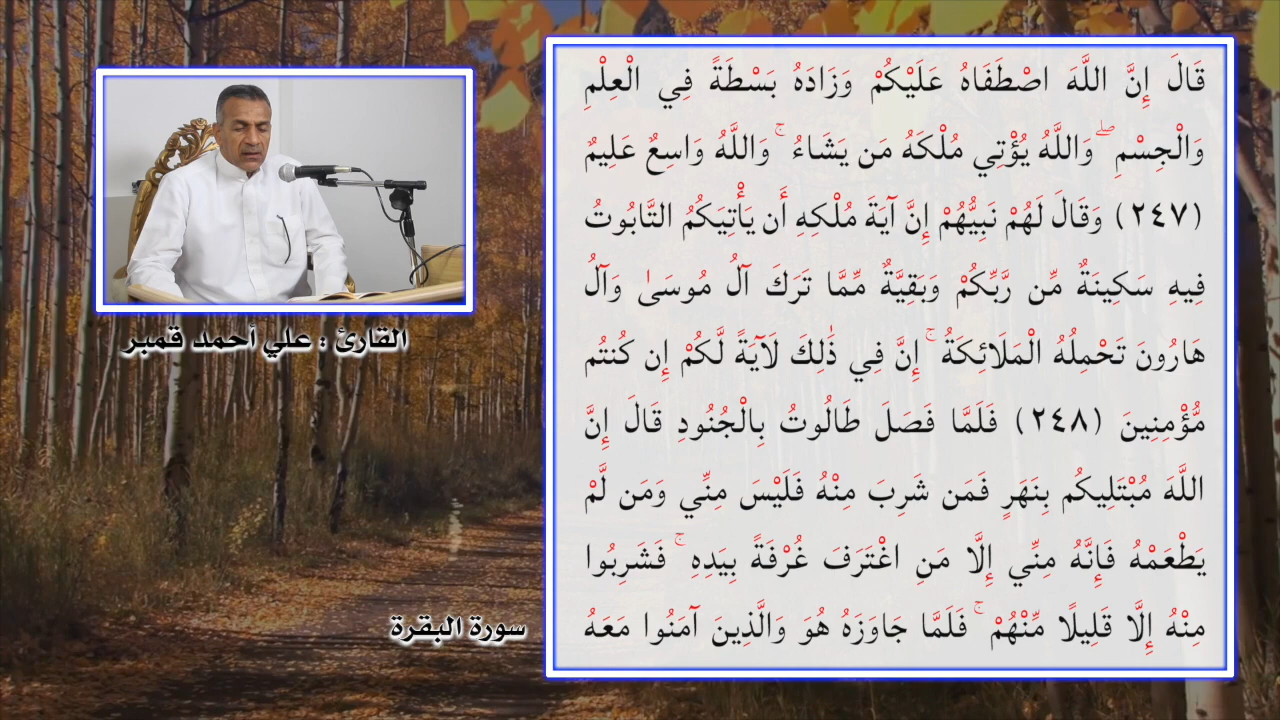 قَالَ إِنَّ اللَّهَ اصْطَفَاهُ عَلَيْكُمْ وَزَادَهُ بَسْطَةً فِي الْعِلْمِ
وَالْجِسْمِ ۖ وَاللَّهُ يُؤْتِي مُلْكَهُ مَن يَشَاءُ ۚ وَاللَّهُ وَاسِعٌ عَلِيمٌ
(٢٤٧) وَقَالَ لَهُمْ نَبِيُّهُمْ إِنَّ آيَةَ مُلْكِهِ أَن يَأْتِيَكُمُ التَّابُوتُ
فِيهِ سَكِينَةٌ مِّن رَّبِّكُمْ وَبَقِيَّةٌ مِّمَّا تَرَكَ آلُ مُوسَىٰ وَآلُ
هَارُونَ تَحْمِلُهُ الْمَلَائِكَةُ ۚ إِنَّ فِي ذَٰلِكَ لَآيَةً لَّكُمْ إِن كُنتُم
مُّؤْمِنِينَ (٢٤٨) فَلَمَّا فَصَلَ طَالُوتُ بِالْجُنُودِ قَالَ إِنَّ
اللَّهَ مُبْتَلِيكُم بِنَهَرٍ فَمَن شَرِبَ مِنْهُ فَلَيْسَ مِنِّي وَمَن لَّمْ
يَطْعَمْهُ فَإِنَّهُ مِنِّي إِلَّا مَنِ اغْتَرَفَ غُرْفَةً بِيَدِهِ ۚ فَشَرِبُوا
مِنْهُ إِلَّا قَلِيلًا مِّنْهُمْ ۚ فَلَمَّا جَاوَزَهُ هُوَ وَالَّذِينَ آمَنُوا مَعَهُ
القارئ : علي أحمد قمبر
سورة البقرة